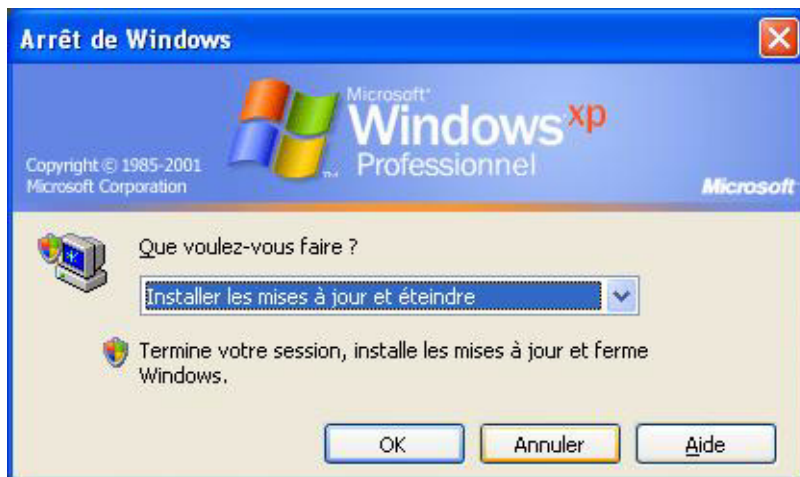 Arrêt de Windows
Microsoft®
Windows xp
Professionnel
Copyright © 1985-2001
Microsoft Corporation
Microsoft
Que voulez-vous faire ?
Installer les mises à jour et éteindre
Termine votre session, installe les mises à jour et ferme
Windows.
OK
Annuler
Aide